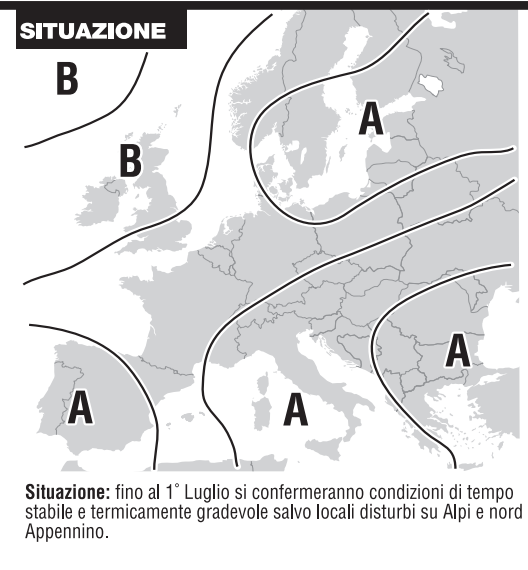 SITUAZIONE
B
B
A
A
A
A
Situazione: fino al 1° Luglio si confermeranno condizioni di tempo
stabile e termicamente gradevole salvo locali disturbi su Alpi e nord
Appennino.